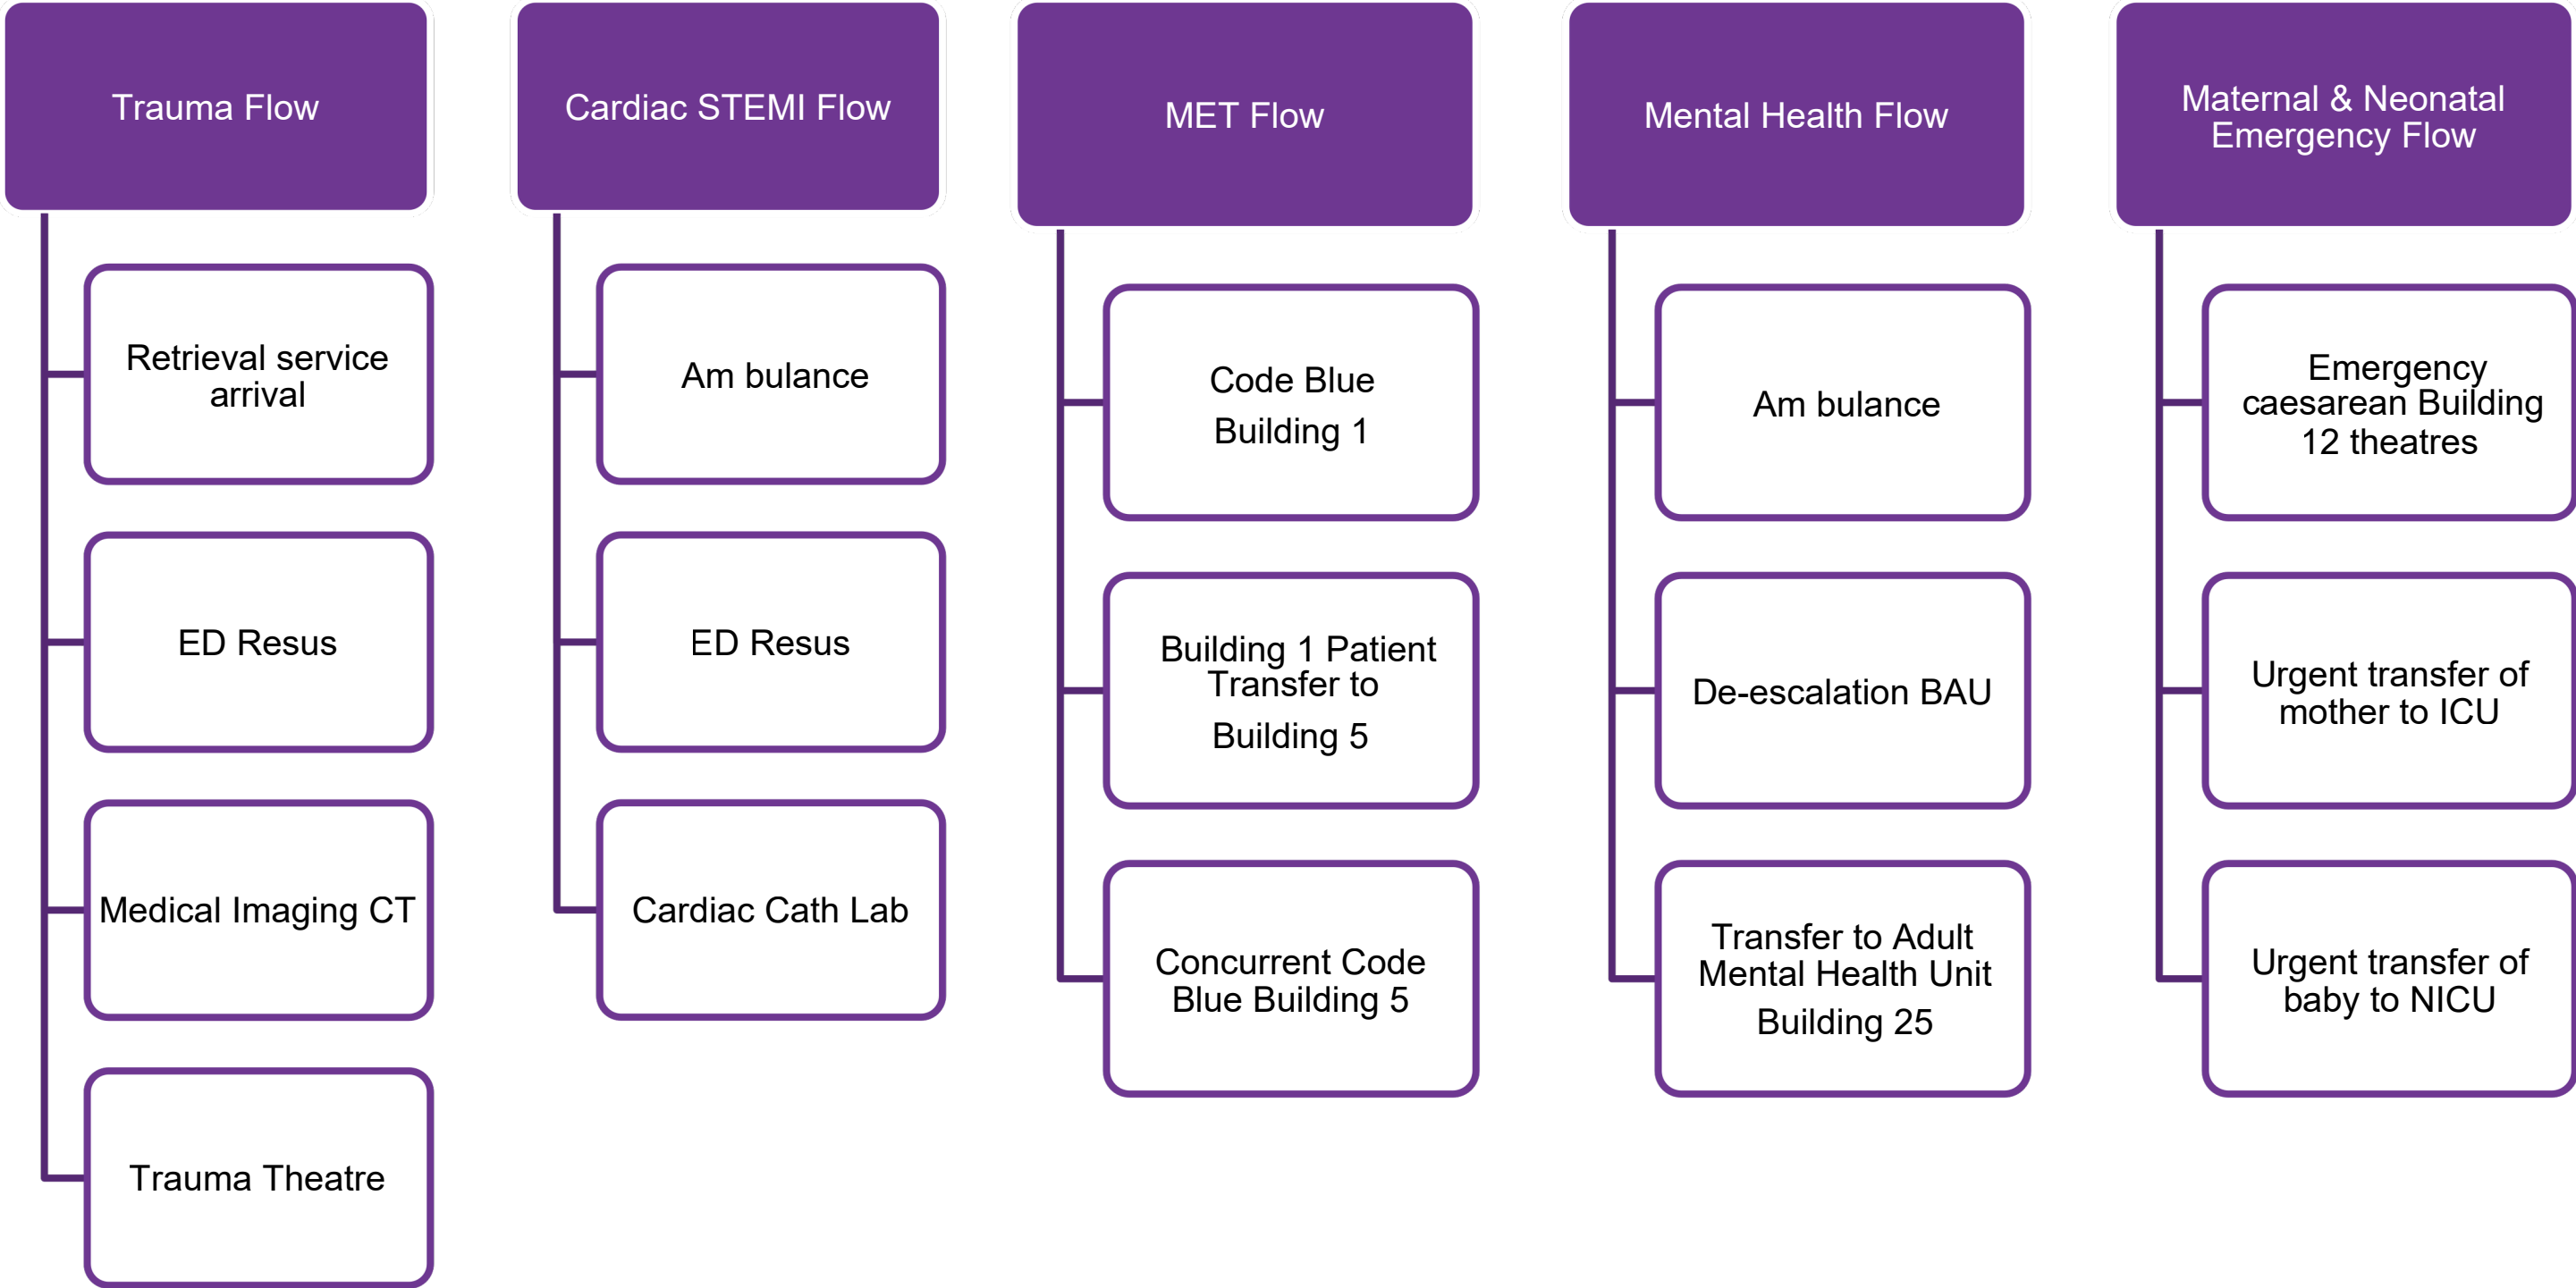 Trauma Flow
Retrieval service
arrival
ED Resus
Medical Imaging CT
Trauma Theatre
Cardiac STEMI Flow
Am bulance
ED Resus
Cardiac Cath Lab
MET Flow
Code Blue
Building 1
Building 1 Patient
Transfer to
Building 5
Concurrent Code
Blue Building 5
Mental Health Flow
Am bulance
De-escalation BAU
Transfer to Adult
Mental Health Unit
Building 25
Maternal & Neonatal
Emergency Flow
Emergency
caesarean Building
12 theatres
Urgent transfer of
mother to ICU
Urgent transfer of
baby to NICU